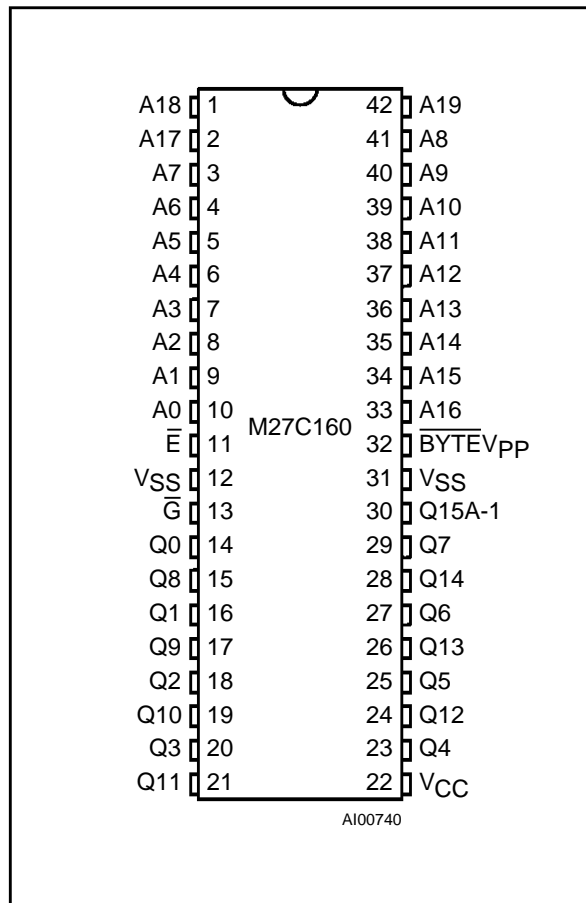 A18 1 42 A19
A17 2 41 A8
A7 3 40 A9
A6 4 39 A10
A5 5 38 A11
A4 6 37 A12
A3 7 36 A13
A2 8 35 A14
A1 9 34 A15
A0 10 33 A16
M27C160
E̅ 11 32 B̅Y̅T̅E̅VPP
VSS 12 31 VSS
G̅ 13 30 Q15A-1
Q0 14 29 Q7
Q8 15 28 Q14
Q1 16 27 Q6
Q9 17 26 Q13
Q2 18 25 Q5
Q10 19 24 Q12
Q3 20 23 Q4
Q11 21 22 VCC
AI00740